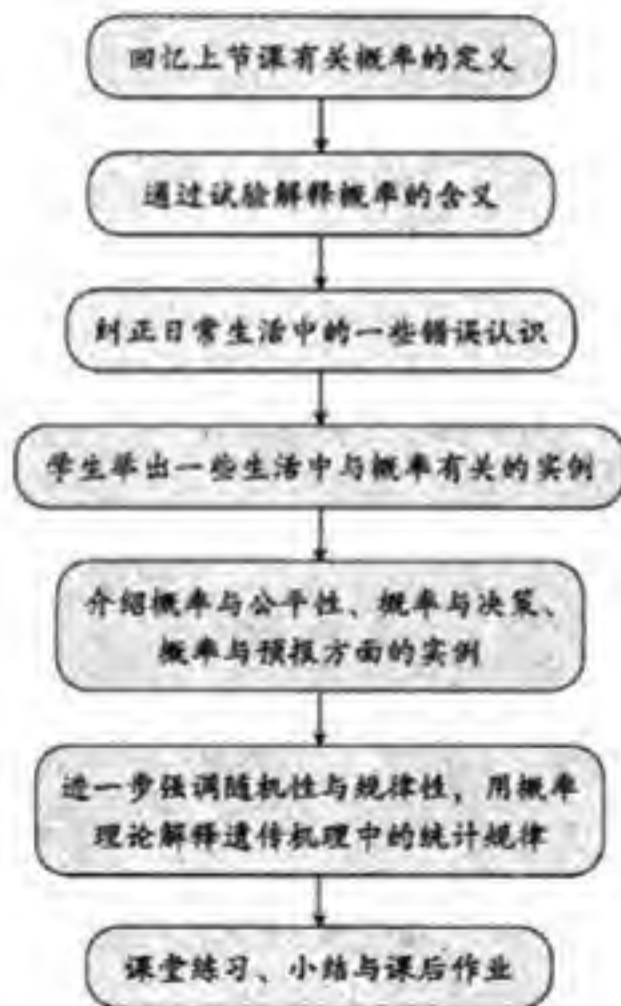 回忆上节课有关概率的定义
通过试验解释概率的含义
纠正日常生活中的一些错误认识
学生举出一些生活中与概率有关的实例
介绍概率与公平性、概率与决策、
概率与预报方面的实例
进一步强调随机性与规律性，用概率
理论解释遗传机理中的统计规律
课堂练习、小结与课后作业